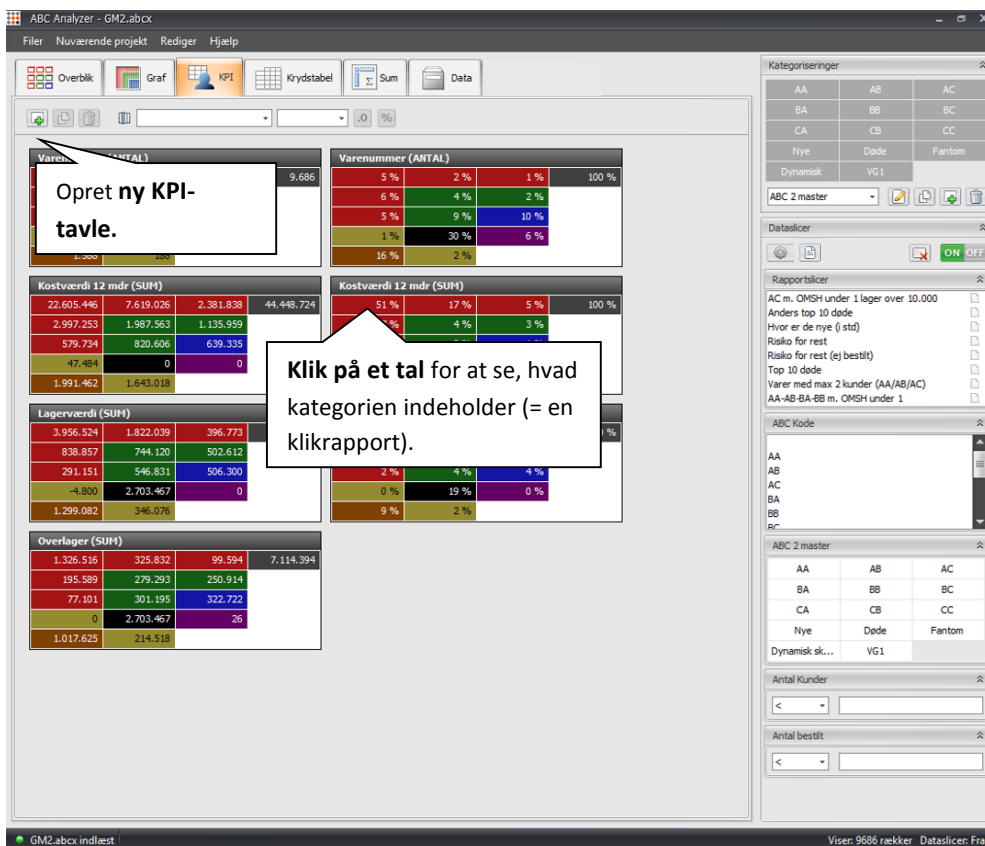 ABC Analyzer - GM2.abcx
Filer Nuværende projekt Rediger Hjælp
Overblik Graf KPI Krydstabel Σ Sum Data
.0 %
Varenummer (ANTAL)
9.686
1.588 188
Opret ny KPI-
tavle.
Varenummer (ANTAL)
5 % 2 % 1 % 100 %
6 % 4 % 2 %
5 % 9 % 10 %
1 % 30 % 6 %
16 % 2 %
Kostværdi 12 mdr (SUM)
22.605.446 7.619.026 2.381.838 44.448.724
2.997.253 1.987.563 1.135.959
579.734 820.606 639.335
47.484 0 0
1.991.462 1.643.018
Kostværdi 12 mdr (SUM)
51 % 17 % 5 % 100 %
% 4 % 3 %
Klik på et tal for at se, hvad
kategorien indeholder (= en
klikrapport).
Lagerværdi (SUM)
3.956.524 1.822.039 396.773
838.857 744.120 502.612
291.151 546.831 506.300
-4.800 2.703.467 0
1.299.082 346.076
%
2 % 4 % 4 %
0 % 19 % 0 %
9 % 2 %
Overlager (SUM)
1.326.516 325.832 99.594 7.114.394
195.589 279.293 250.914
77.101 301.195 322.722
0 2.703.467 26
1.017.625 214.518
Kategoriseringer
AA AB AC
BA BB BC
CA CB CC
Nye Døde Fantom
Dynamisk VG1
ABC 2 master
Dataslicer
ON OFF
Rapportslicer
AC m. OMSH under 1 lager over 10.000
Anders top 10 døde
Hvor er de nye (i std)
Risiko for rest
Risiko for rest (ej bestilt)
Top 10 døde
Varer med max 2 kunder (AA/AB/AC)
AA-AB-BA-BB m. OMSH under 1
ABC Kode
AA
AB
AC
BA
BB
BC
ABC 2 master
AA AB AC
BA BB BC
CA CB CC
Nye Døde Fantom
Dynamisk sk... VG1
Antal Kunder
<
Antal bestilt
<
GM2.abcx indlæst
Viser: 9686 rækker Dataslicer: Fra